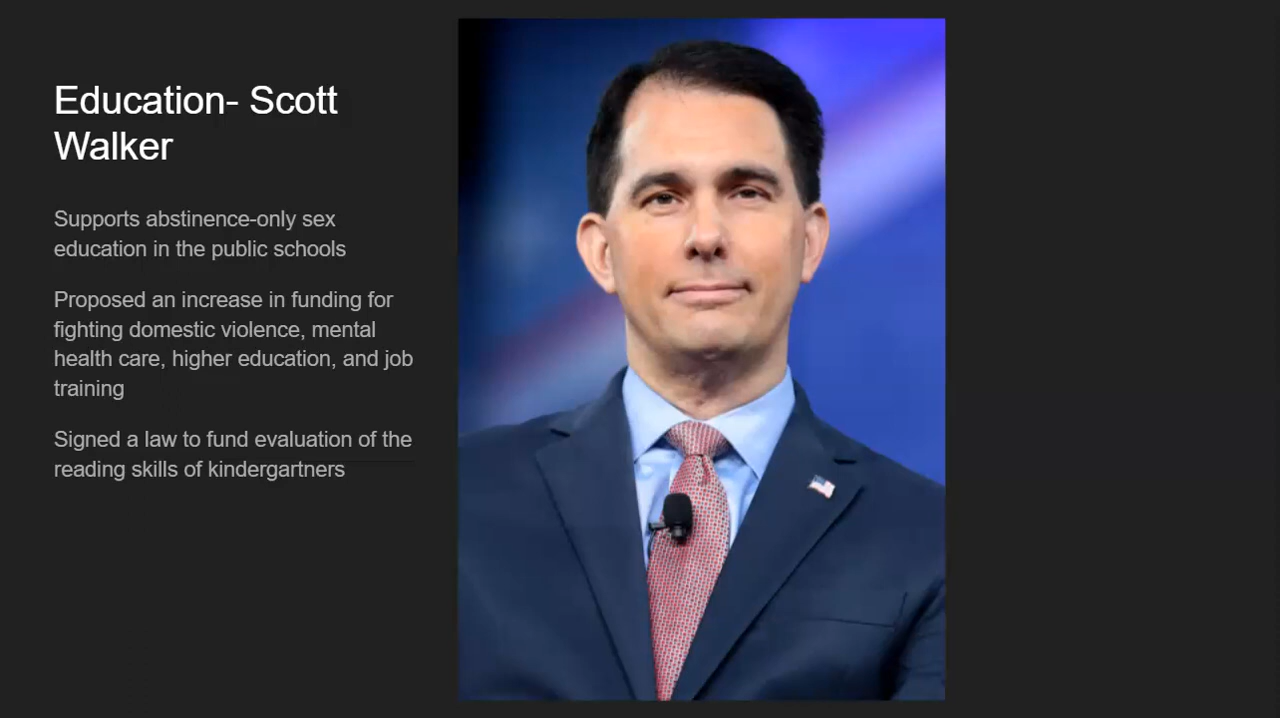 Education- Scott
Walker
Supports abstinence-only sex
education in the public schools
Proposed an increase in funding for
fighting domestic violence, mental
health care, higher education, and job
training
Signed a law to fund evaluation of the
reading skills of kindergartners